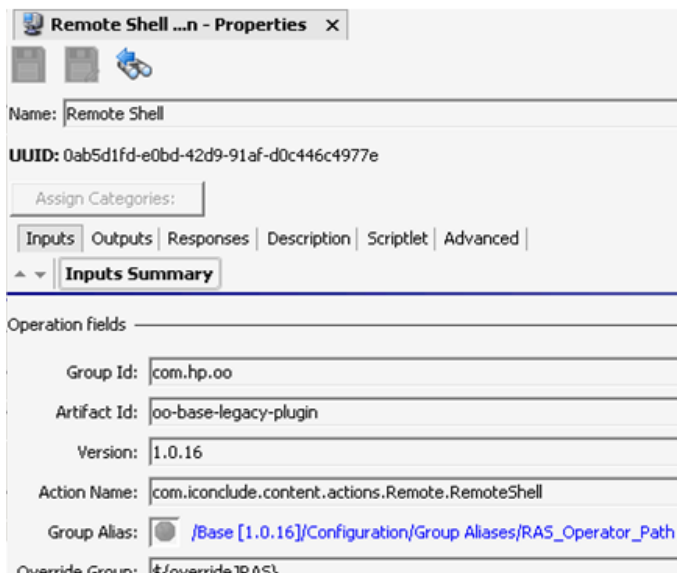 Remote Shell ...n - Properties x
Name: Remote Shell
UUID: 0ab5d1fd-e0bd-42d9-91af-d0c446c4977e
Assign Categories:
Inputs Outputs Responses Description Scriptlet Advanced
Inputs Summary
Operation fields
Group Id: com.hp.oo
Artifact Id: oo-base-legacy-plugin
Version: 1.0.16
Action Name: com.iconclude.content.actions.Remote.RemoteShell
Group Alias: /Base [1.0.16]/Configuration/Group Aliases/RAS_Operator_Path
Override Group: ${overrideJRAS}